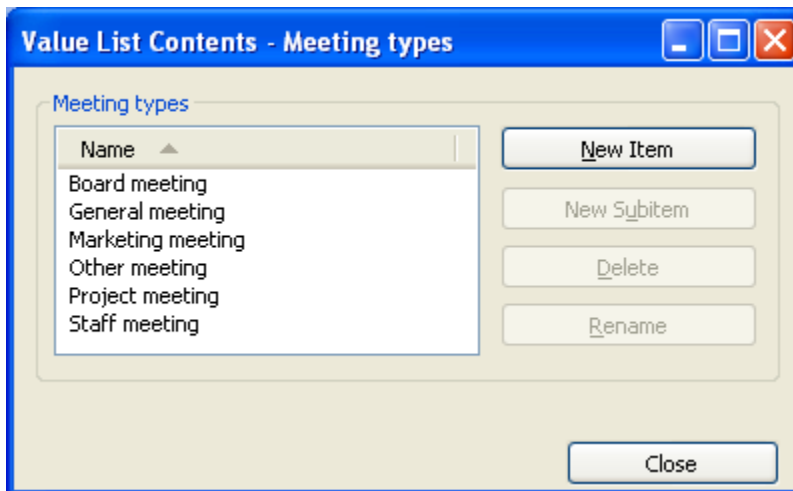 Value List Contents - Meeting types
Meeting types
Name
Board meeting
General meeting
Marketing meeting
Other meeting
Project meeting
Staff meeting
New Item
New Subitem
Delete
Rename
Close